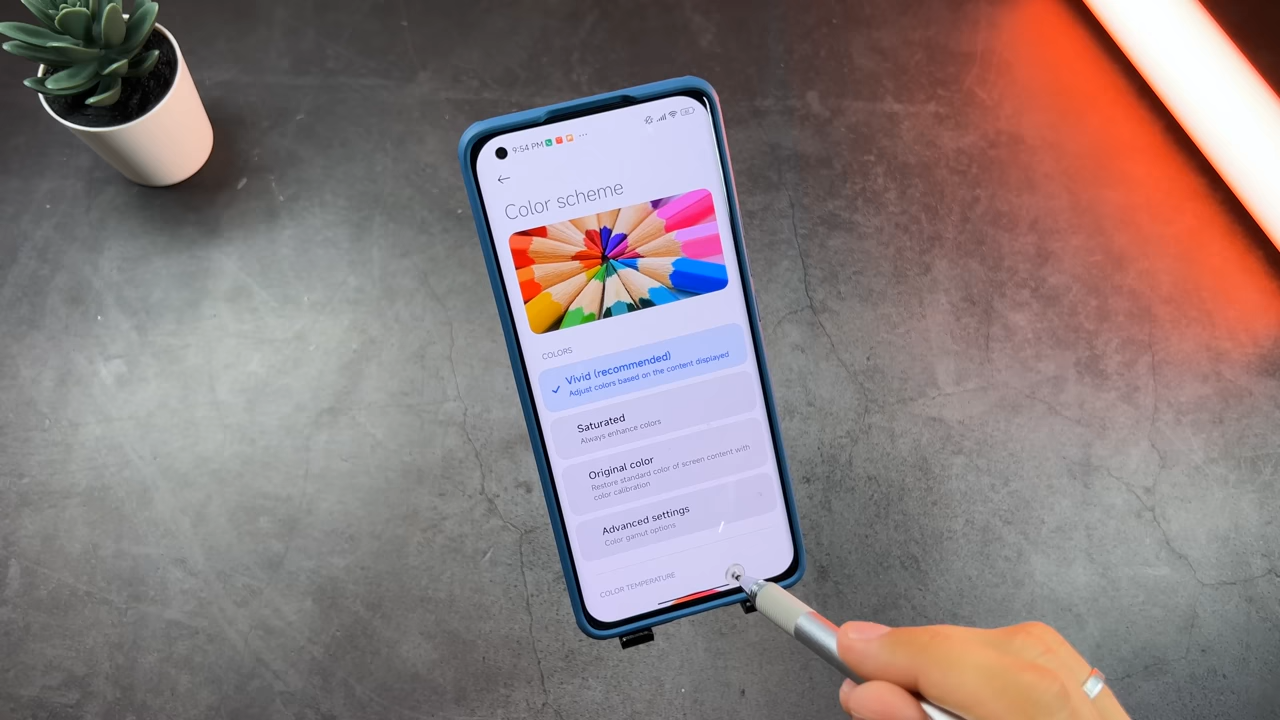 9:54 PM
Color scheme
COLORS
Vivid (recommended)
Adjust colors based on the content displayed
Saturated
Always enhance colors
Original color
Restore standard color of screen content with
color calibration
Advanced settings
Color gamut options
COLOR TEMPERATURE